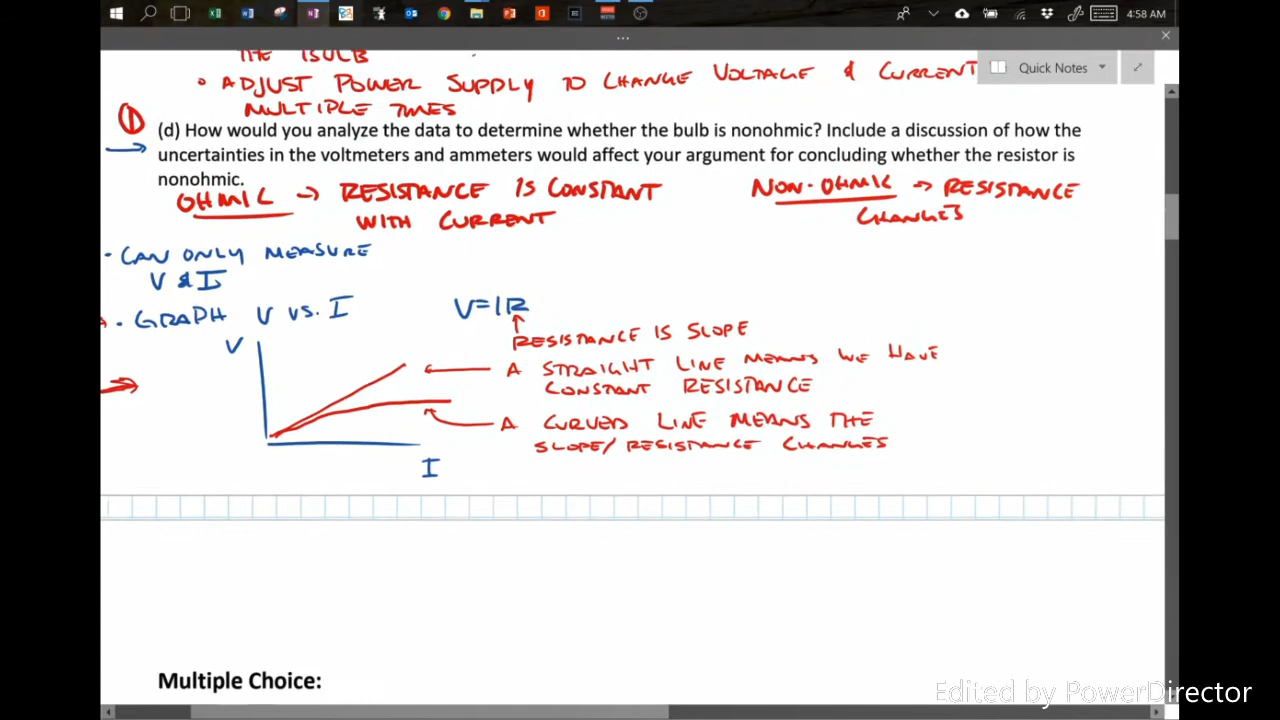 4:58 AM
Quick Notes
THE BULB
• ADJUST POWER SUPPLY TO CHANGE VOLTAGE & CURRENT
MULTIPLE TIMES
①
(d) How would you analyze the data to determine whether the bulb is nonohmic? Include a discussion of how the
uncertainties in the voltmeters and ammeters would affect your argument for concluding whether the resistor is
nonohmic.
OHMIC → RESISTANCE IS CONSTANT
WITH CURRENT
NON-OHMIC → RESISTANCE
CHANGES
• CAN ONLY MEASURE
V & I
• GRAPH V VS. I
V=IR
RESISTANCE IS SLOPE
V
A STRAIGHT LINE MEANS WE HAVE
CONSTANT RESISTANCE
A CURVED LINE MEANS THE
SLOPE/RESISTANCE CHANGES
I
Multiple Choice:
Edited by PowerDirector